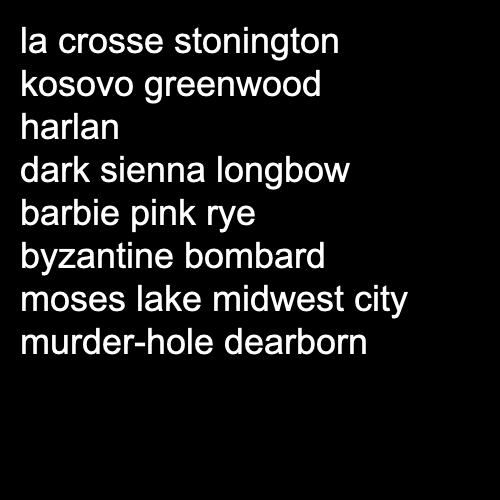 la crosse stonington
kosovo greenwood
harlan
dark sienna longbow
barbie pink rye
byzantine bombard
moses lake midwest city
murder-hole dearborn